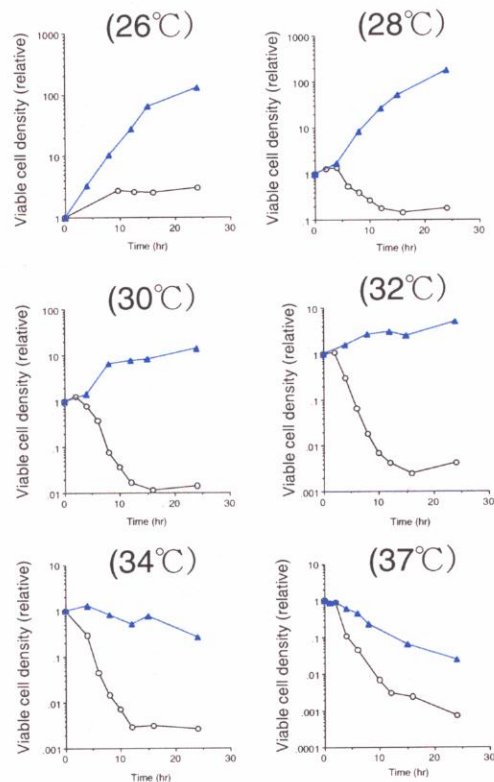 (26℃)
Viable cell density (relative)
1000
100
10
1
0 10 20 30
Time (hr)
(28℃)
Viable cell density (relative)
1000
100
10
1
.1
0 10 20 30
Time (hr)
(30℃)
Viable cell density (relative)
100
10
1
.1
.01
0 10 20 30
Time (hr)
(32℃)
Viable cell density (relative)
10
1
.1
.01
.001
0 10 20 30
Time (hr)
(34℃)
Viable cell density (relative)
10
1
.1
.01
.001
0 10 20 30
Time (hr)
(37℃)
Viable cell density (relative)
10
1
.1
.01
.001
.0001
0 10 20 30
Time (hr)